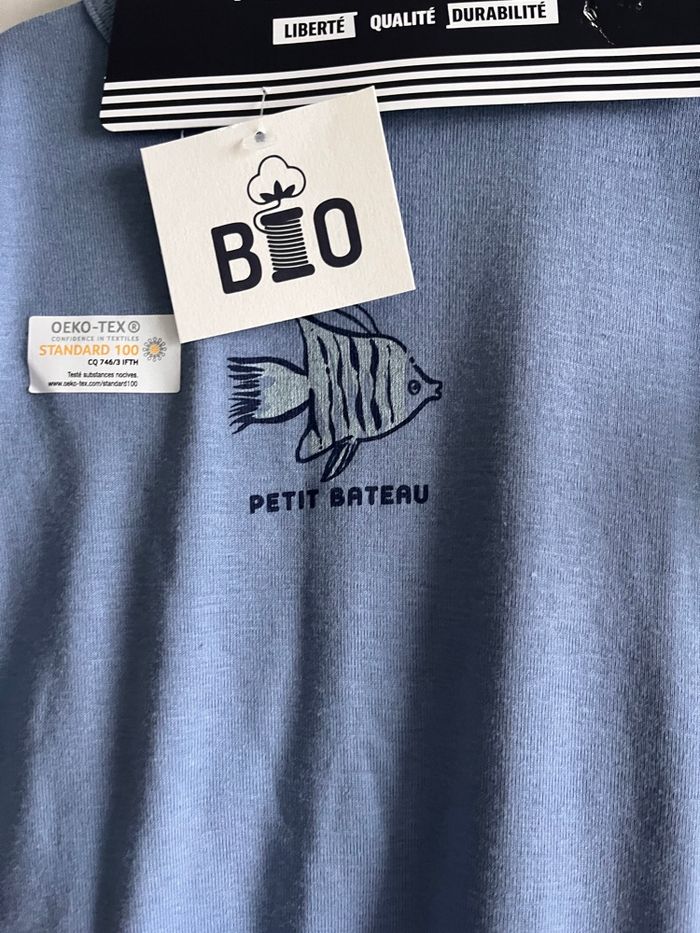 LIBERTÉ QUALITÉ DURABILITÉ
BIO
OEKO-TEX®
CONFIDENCE IN TEXTILES
STANDARD 100
CQ 746/3 IFTH
Testé substances nocives.
www.oeko-tex.com/standard100
PETIT BATEAU